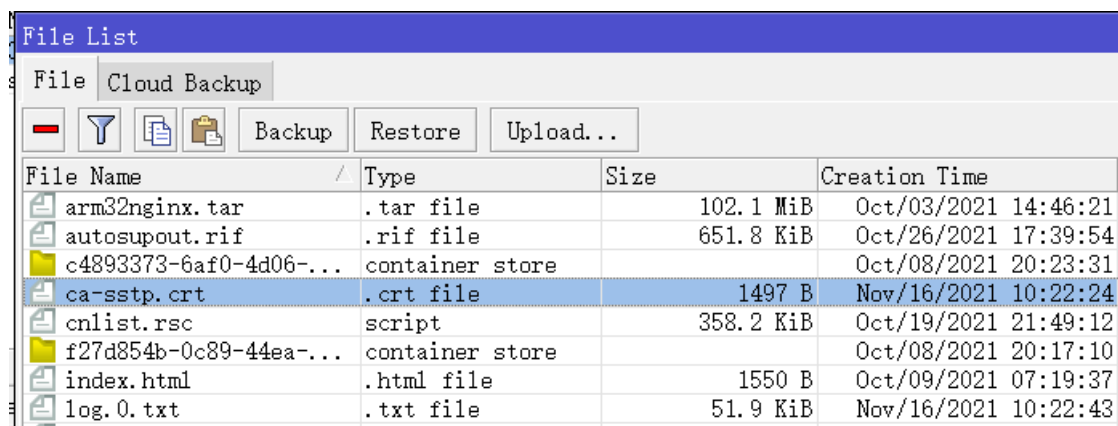 File List
File Cloud Backup
Backup Restore Upload...
File Name Type Size Creation Time
arm32nginx.tar .tar file 102.1 MiB Oct/03/2021 14:46:21
autosupout.rif .rif file 651.8 KiB Oct/26/2021 17:39:54
c4893373-6af0-4d06-... container store Oct/08/2021 20:23:31
ca-sstp.crt .crt file 1497 B Nov/16/2021 10:22:24
cnlist.rsc script 358.2 KiB Oct/19/2021 21:49:12
f27d854b-0c89-44ea-... container store Oct/08/2021 20:17:10
index.html .html file 1550 B Oct/09/2021 07:19:37
log.0.txt .txt file 51.9 KiB Nov/16/2021 10:22:43